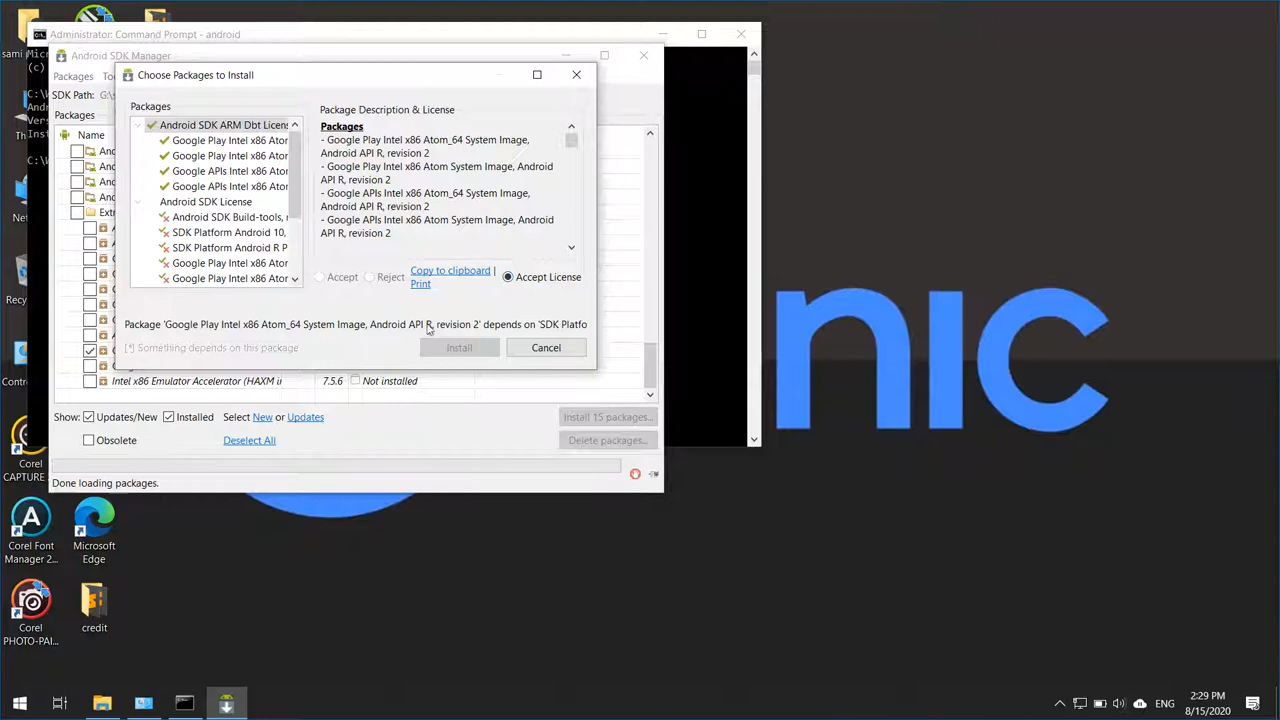 Administrator: Command Prompt - android
sami
Android SDK Manager
Packages
SDK Path:
Packages
Name
Choose Packages to Install
Packages
Android SDK ARM Dbt Licens
Google Play Intel x86 Atom
Google Play Intel x86 Atom
Google APIs Intel x86 Atom
Google APIs Intel x86 Atom
Android SDK License
Android SDK Build-tools, r
SDK Platform Android 10,
SDK Platform Android R P
Google Play Intel x86 Atom
Google Play Intel x86 Atom
Package Description & License
Packages
- Google Play Intel x86 Atom_64 System Image,
Android API R, revision 2
- Google Play Intel x86 Atom System Image, Android
API R, revision 2
- Google APIs Intel x86 Atom_64 System Image,
Android API R, revision 2
- Google APIs Intel x86 Atom System Image, Android
API R, revision 2
Accept
Reject
Copy to clipboard |
Print
Accept License
Package 'Google Play Intel x86 Atom_64 System Image, Android API R, revision 2' depends on 'SDK Platfo
[*] Something depends on this package
Install
Cancel
Intel x86 Emulator Accelerator (HAXM i
7.5.6
Not installed
Show:
Updates/New
Installed
Select New or Updates
Install 15 packages...
Obsolete
Deselect All
Delete packages...
Done loading packages.
nic
Corel
CAPTURE ...
Corel Font
Manager 2...
Microsoft
Edge
Corel
PHOTO-PAI...
credit
ENG
2:29 PM
8/15/2020